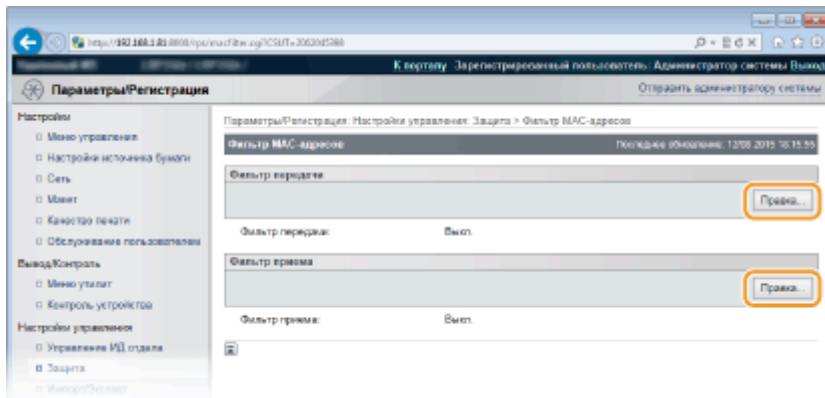 К порталу Зарегистрированный пользователь: Администратор системы Выход
Параметры/Регистрация
Отправить администратору системы
Настройки
Меню управления
Настройки источника бумаги
Сеть
Макет
Качество печати
Обслуживание пользователем
Вывод/Контроль
Меню утилит
Контроль устройства
Настройки управления
Управление ИД отдела
Защита
Импорт/Экспорт
Параметры/Регистрация: Настройки управления: Защита > Фильтр MAC-адресов
Фильтр MAC-адресов
Последнее обновление: 12/08 2015 18:15:55
Фильтр передачи
Правка...
Фильтр передачи: Выкл.
Фильтр приема
Правка...
Фильтр приема: Выкл.